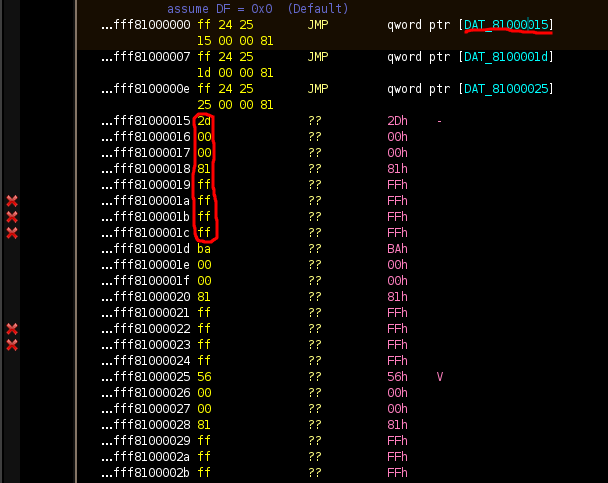 assume DF = 0x0  (Default)
...fff81000000 ff 24 25 JMP qword ptr [DAT_81000015]
15 00 00 81
...fff81000007 ff 24 25 JMP qword ptr [DAT_8100001d]
1d 00 00 81
...fff8100000e ff 24 25 JMP qword ptr [DAT_81000025]
25 00 00 81
...fff81000015 2d ?? 2Dh -
...fff81000016 00 ?? 00h
...fff81000017 00 ?? 00h
...fff81000018 81 ?? 81h
...fff81000019 ff ?? FFh
...fff8100001a ff ?? FFh
...fff8100001b ff ?? FFh
...fff8100001c ff ?? FFh
...fff8100001d ba ?? BAh
...fff8100001e 00 ?? 00h
...fff8100001f 00 ?? 00h
...fff81000020 81 ?? 81h
...fff81000021 ff ?? FFh
...fff81000022 ff ?? FFh
...fff81000023 ff ?? FFh
...fff81000024 ff ?? FFh
...fff81000025 56 ?? 56h V
...fff81000026 00 ?? 00h
...fff81000027 00 ?? 00h
...fff81000028 81 ?? 81h
...fff81000029 ff ?? FFh
...fff8100002a ff ?? FFh
...fff8100002b ff ?? FFh